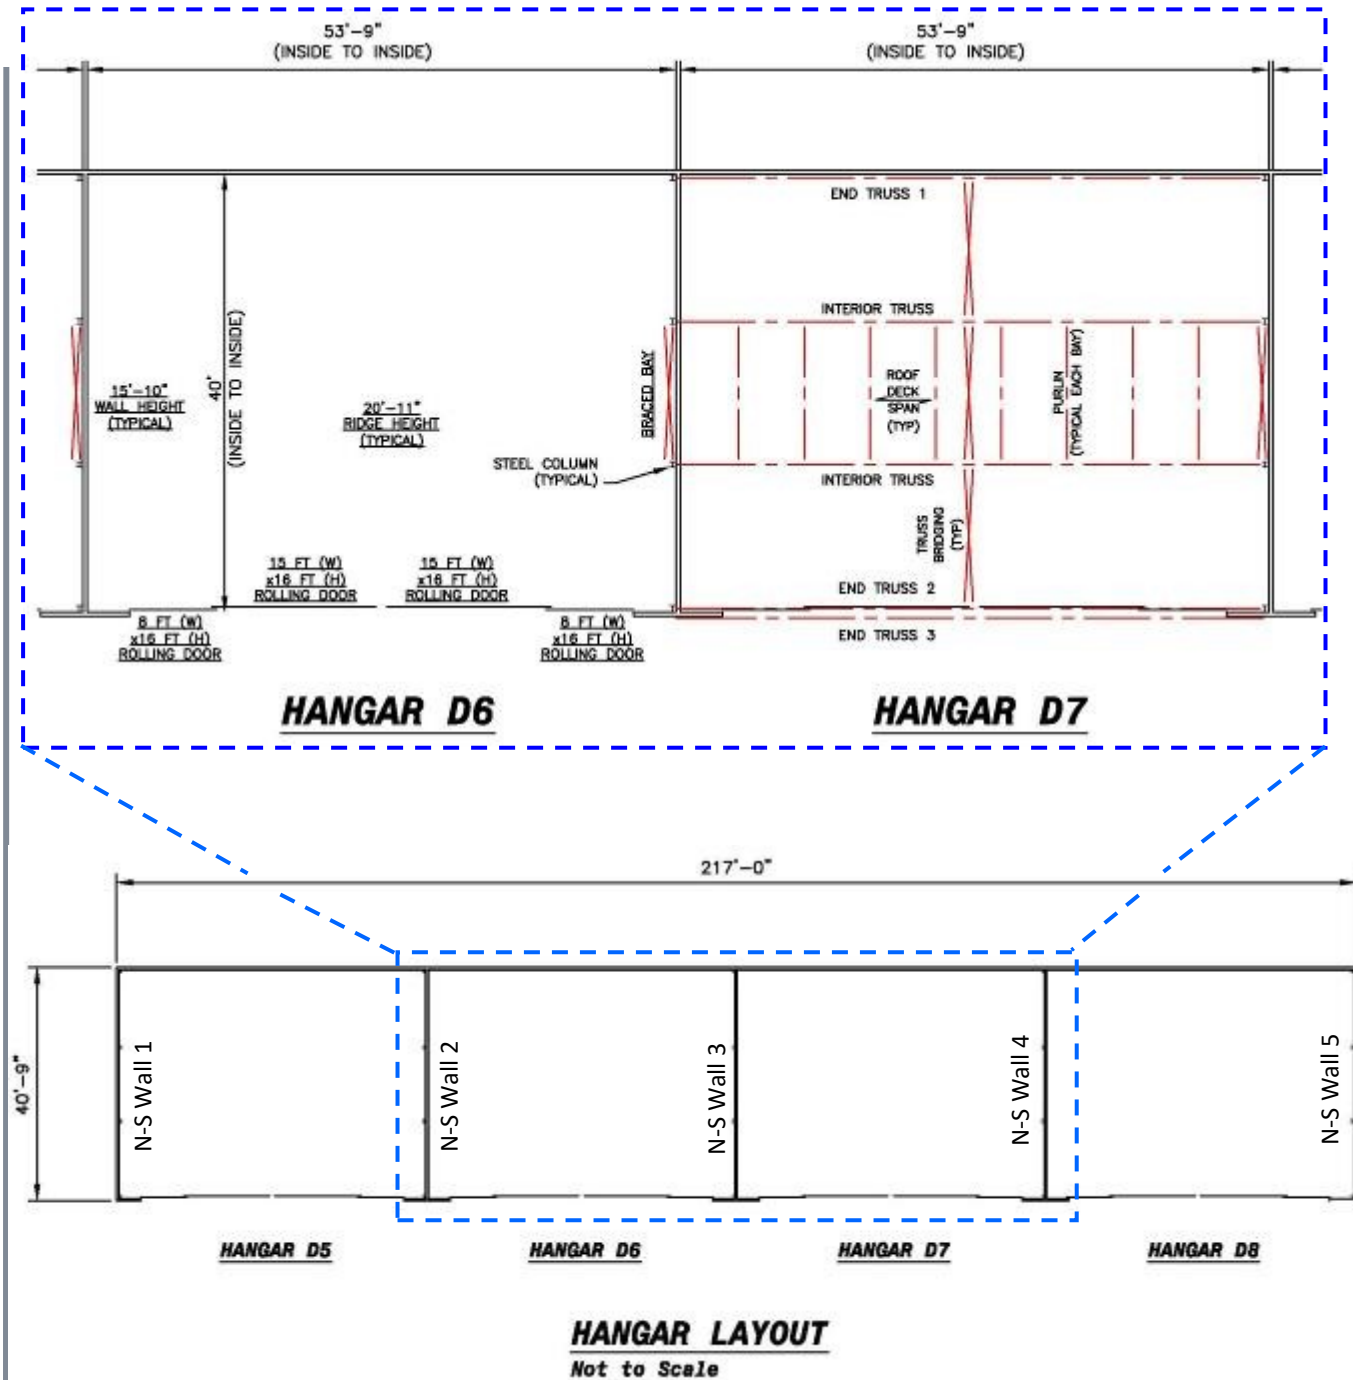 53'-9"
(INSIDE TO INSIDE)
53'-9"
(INSIDE TO INSIDE)
END TRUSS 1
INTERIOR TRUSS
15'-10"
WALL HEIGHT
(TYPICAL)
40'
(INSIDE TO INSIDE)
20'-11"
RIDGE HEIGHT
(TYPICAL)
BRACED BAY
ROOF
DECK
SPAN
(TYP)
PURLIN
(TYPICAL EACH BAY)
STEEL COLUMN
(TYPICAL)
INTERIOR TRUSS
TRUSS
BRIDGING
(TYP)
15 FT (W)
x16 FT (H)
ROLLING DOOR
15 FT (W)
x16 FT (H)
ROLLING DOOR
END TRUSS 2
8 FT (W)
x16 FT (H)
ROLLING DOOR
8 FT (W)
x16 FT (H)
ROLLING DOOR
END TRUSS 3
HANGAR D6
HANGAR D7
217'-0"
40'-9"
N-S Wall 1
N-S Wall 2
N-S Wall 3
N-S Wall 4
N-S Wall 5
HANGAR D5
HANGAR D6
HANGAR D7
HANGAR D8
HANGAR LAYOUT
Not to Scale